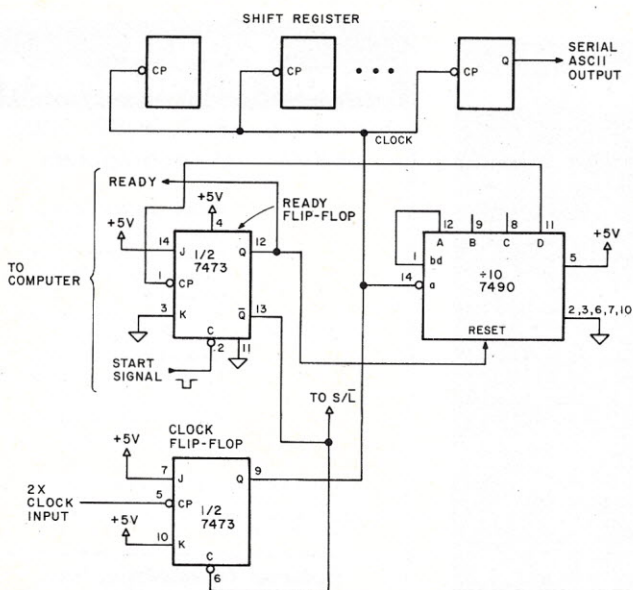 SHIFT REGISTER
CP
CP
• • •
CP
Q
SERIAL
ASCII
OUTPUT
CLOCK
READY
+5V
4
READY
FLIP-FLOP
+5V
14
J
1/2
7473
12
Q
1
CP
3
K
Q̅
13
C
2
11
TO
COMPUTER
START
SIGNAL
12
9
8
11
A
B
C
D
1
bd
14
a
÷10
7490
+5V
5
2,3,6,7,10
RESET
TO S/L̅
CLOCK
FLIP-FLOP
+5V
7
J
Q
9
2X
CLOCK
INPUT
5
CP
1/2
7473
+5V
10
K
C
6